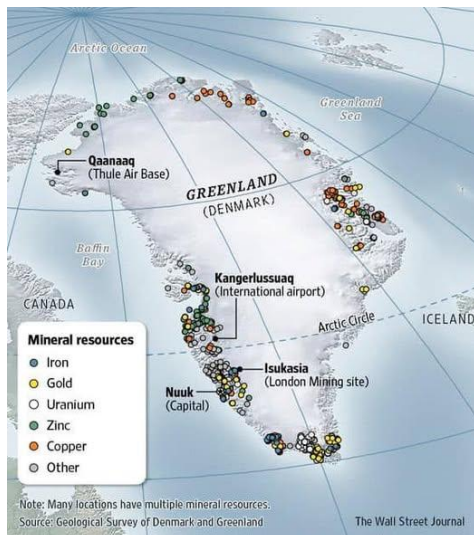 Arctic Ocean
Greenland
Sea
Qaanaaq
(Thule Air Base)
GREENLAND
(DENMARK)
Baffin
Bay
Kangerlussuaq
(International airport)
CANADA
Arctic Circle
ICELAND
Mineral resources
Iron
Gold
Uranium
Zinc
Copper
Other
Isukasia
(London Mining site)
Nuuk
(Capital)
Note: Many locations have multiple mineral resources.
Source: Geological Survey of Denmark and Greenland
The Wall Street Journal